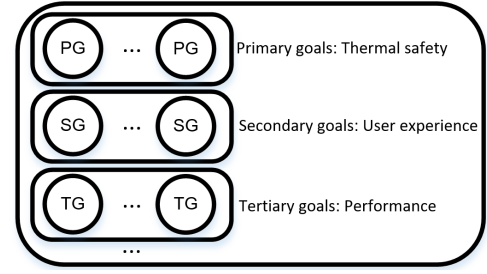 PG ... PG Primary goals: Thermal safety
SG ... SG Secondary goals: User experience
TG ... TG Tertiary goals: Performance
...